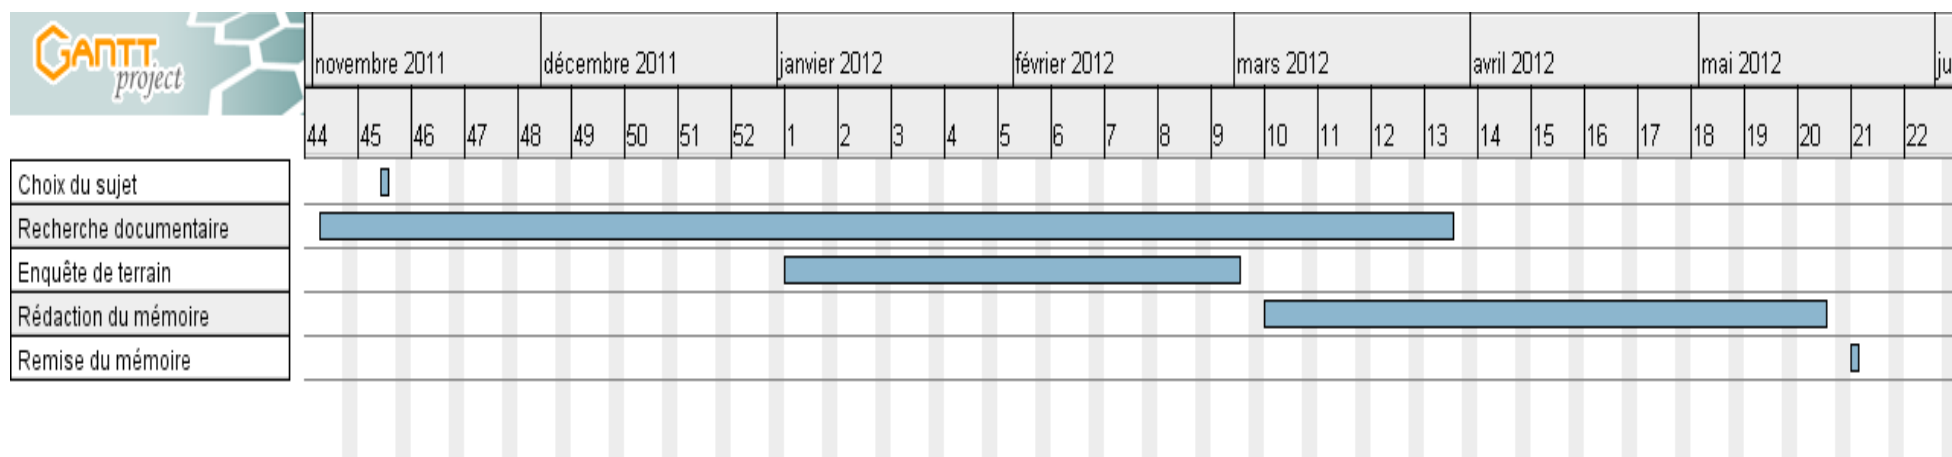 GANTT
project
novembre 2011 décembre 2011 janvier 2012 février 2012 mars 2012 avril 2012 mai 2012 ju
44 45 46 47 48 49 50 51 52 1 2 3 4 5 6 7 8 9 10 11 12 13 14 15 16 17 18 19 20 21 22
Choix du sujet
Recherche documentaire
Enquête de terrain
Rédaction du mémoire
Remise du mémoire